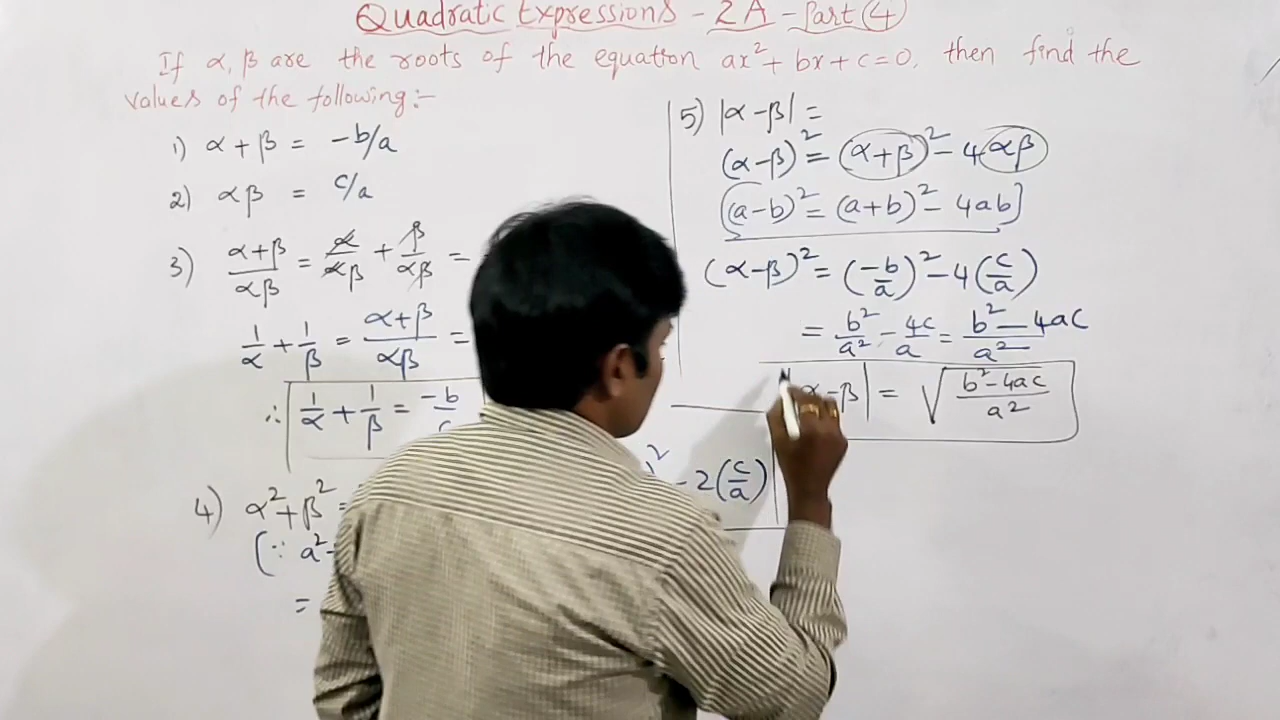 Quadratic Expressions - 2A - Part (4)
If α, β are the roots of the equation ax² + bx + c = 0, then find the
values of the following:-
1) α + β = -b/a
2) αβ = c/a
3) (α+β)/(αβ) = α/(αβ) + β/(αβ) =
1/α + 1/β = (α+β)/(αβ) =
∴ 1/α + 1/β = -b/
4) α² + β² =
(∵ a²
=
- 2(c/a)
5) |α - β| =
(α-β)² = (α+β)² - 4αβ
[(a-b)² = (a+b)² - 4ab]
(α-β)² = (-b/a)² - 4(c/a)
= b²/a² - 4c/a = (b² - 4ac)/a²
|α-β| = √((b²-4ac)/a²)